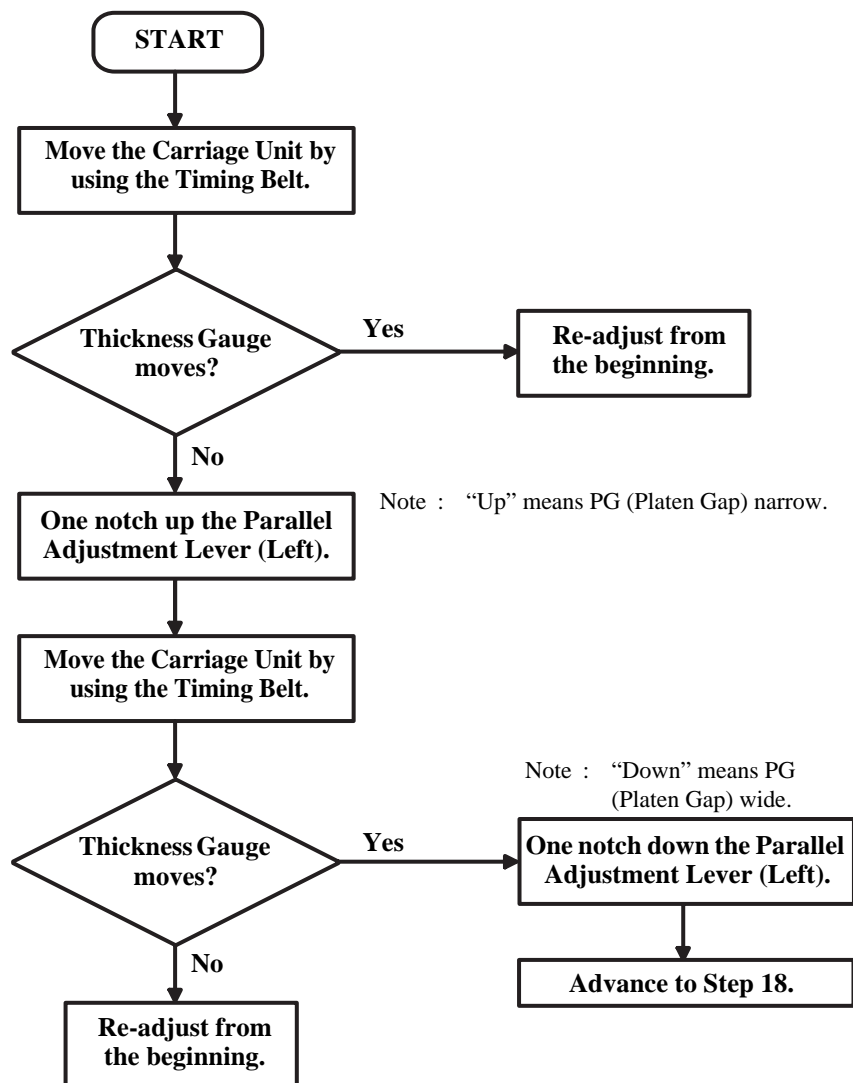 START
Move the Carriage Unit by
using the Timing Belt.
Thickness Gauge
moves?
Yes
Re-adjust from
the beginning.
No
One notch up the Parallel
Adjustment Lever (Left).
Note : “Up” means PG (Platen Gap) narrow.
Move the Carriage Unit by
using the Timing Belt.
Thickness Gauge
moves?
Yes
Note : “Down” means PG
(Platen Gap) wide.
One notch down the Parallel
Adjustment Lever (Left).
Advance to Step 18.
No
Re-adjust from
the beginning.